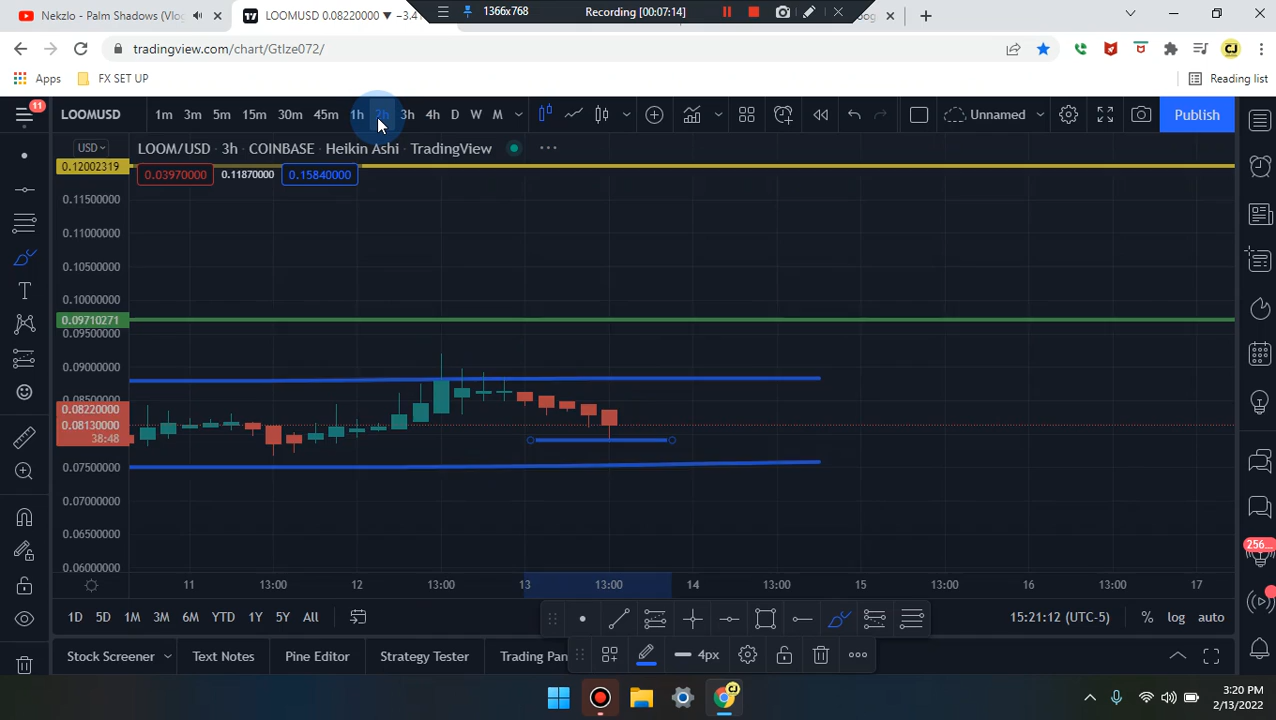 Nekzlo - Palm Shadows (Vic
LOOMUSD 0.08220000 ▼ −3.4
1366x768
Recording [00:07:14]
tradingview.com/chart/GtIze072/
Apps
FX SET UP
Reading list
11
LOOMUSD
1m 3m 5m 15m 30m 45m 1h 2h 3h 4h D W M
Unnamed
Publish
USD
LOOM/USD · 3h · COINBASE · Heikin Ashi · TradingView
0.12002319
0.03970000 0.11870000 0.15840000
0.11500000
0.11000000
0.10500000
0.10000000
0.09710271
0.09500000
0.09000000
0.08500000
0.08220000
0.08130000
38:48
0.07500000
0.07000000
0.06500000
0.06000000
11 13:00 12 13:00 13 13:00 14 13:00 15 13:00 16 13:00 17
1D 5D 1M 3M 6M YTD 1Y 5Y All
15:21:12 (UTC-5)
% log auto
256...
4px
Stock Screener
Text Notes
Pine Editor
Strategy Tester
Trading Pan
3:20 PM
2/13/2022